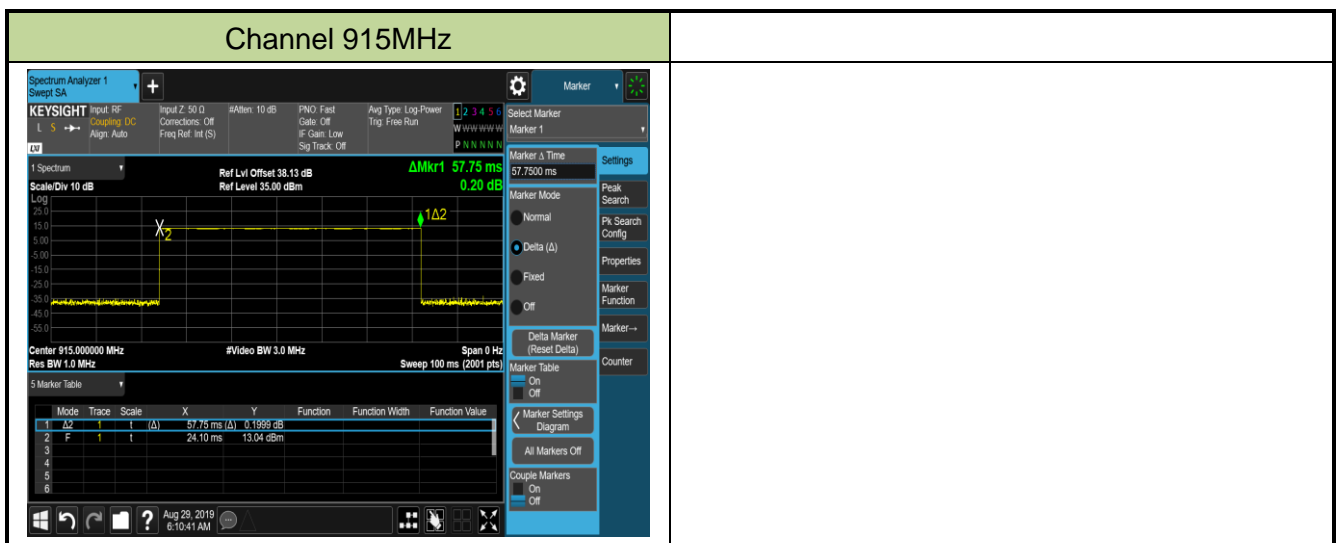 Channel 915MHz
Spectrum Analyzer 1
Swept SA
+
Marker
KEYSIGHT
L S
LXI
Input: RF
Coupling: DC
Align: Auto
Input Z: 50 Ω
Corrections: Off
Freq Ref: Int (S)
#Atten: 10 dB
PNO: Fast
Gate: Off
IF Gain: Low
Sig Track: Off
Avg Type: Log-Power
Trig: Free Run
1 2 3 4 5 6
W W W W W W
P N N N N N
Select Marker
Marker 1
1 Spectrum
Scale/Div 10 dB
Log
Ref Lvl Offset 38.13 dB
Ref Level 35.00 dBm
ΔMkr1 57.75 ms
0.20 dB
25.0
15.0
5.00
-5.00
-15.0
-25.0
-35.0
-45.0
-55.0
X2
1Δ2
Center 915.000000 MHz
Res BW 1.0 MHz
#Video BW 3.0 MHz
Span 0 Hz
Sweep 100 ms (2001 pts)
5 Marker Table
Mode Trace Scale X Y Function Function Width Function Value
1 Δ2 1 t (Δ) 57.75 ms (Δ) 0.1999 dB
2 F 1 t 24.10 ms 13.04 dBm
3
4
5
6
Marker Δ Time
57.7500 ms
Marker Mode
Normal
Delta (Δ)
Fixed
Off
Delta Marker
(Reset Delta)
Marker Table
On
Off
Marker Settings
Diagram
All Markers Off
Couple Markers
On
Off
Settings
Peak
Search
Pk Search
Config
Properties
Marker
Function
Marker→
Counter
?
Aug 29, 2019
6:10:41 AM